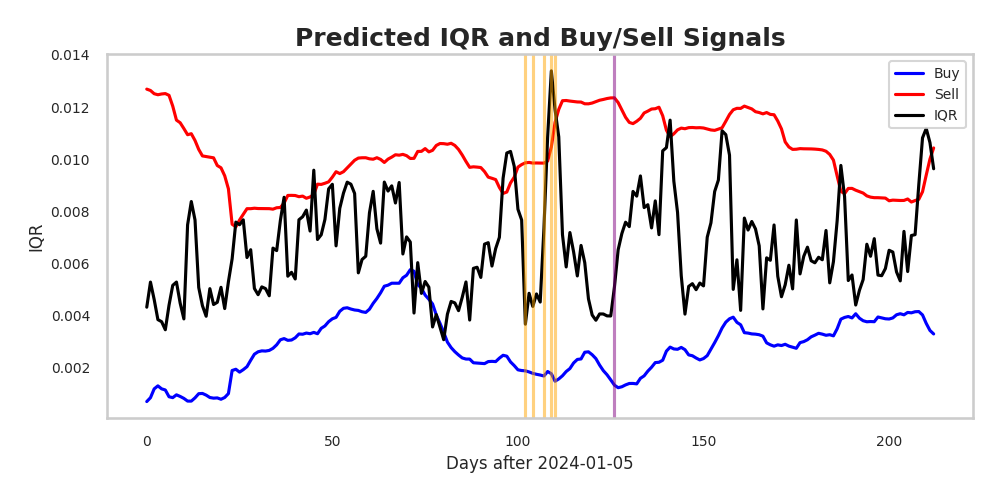 Predicted IQR and Buy/Sell Signals
0.014
0.012
0.010
0.008
0.006
0.004
0.002
IQR
Buy
Sell
IQR
0 50 100 150 200
Days after 2024-01-05